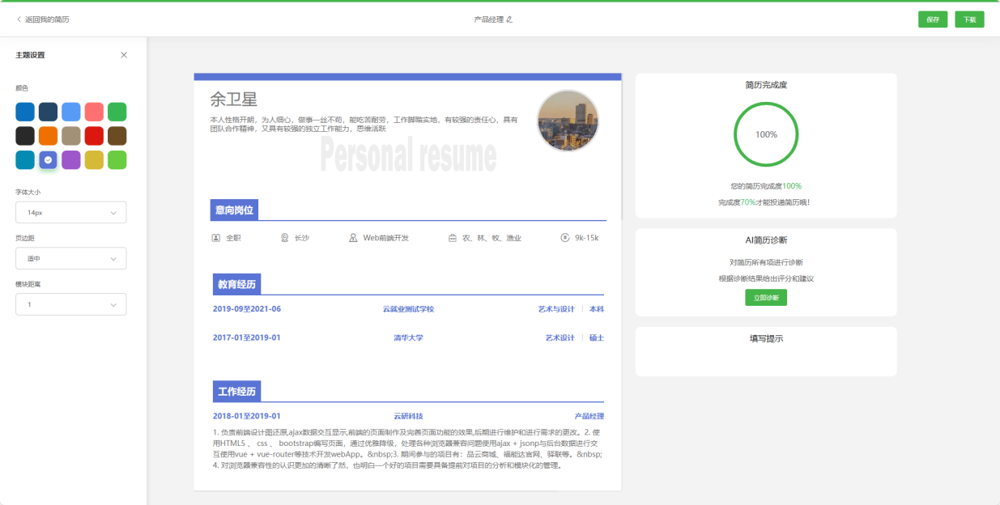 返回我的简历
产品经理
保存
下载
主题设置
颜色
字体大小
14px
页边距
适中
模块距离
1
余卫星
本人性格开朗，为人细心，做事一丝不苟，能吃苦耐劳，工作脚踏实地，有较强的责任心，具有
团队合作精神，又具有较强的独立工作能力，思维活跃
Personal resume
意向岗位
全职
长沙
Web前端开发
农、林、牧、渔业
9k-15k
教育经历
2019-09至2021-06 云就业测试学校 艺术与设计 | 本科
2017-01至2019-01 清华大学 艺术设计 | 硕士
工作经历
2018-01至2019-01 云研科技 产品经理
1. 负责前端设计图还原,ajax数据交互显示,前端的页面制作及完善页面功能的效果,后期进行维护和进行需求的更改。2. 使
用HTML5 、 css 、 bootstrap编写页面，通过优雅降级，处理各种浏览器兼容问题使用ajax + jsonp与后台数据进行交
互使用vue + vue-router等技术开发webApp。&nbsp;3. 期间参与的项目有：品云商城、福能达官网、驿联等。&nbsp;
4. 对浏览器兼容性的认识更加的清晰了然，也明白一个好的项目需要具备提前对项目的分析和模块化的管理。
简历完成度
100%
您的简历完成度100%
完成度70%才能投递简历哦!
AI简历诊断
对简历所有项进行诊断
根据诊断结果给出评分和建议
立即诊断
填写提示